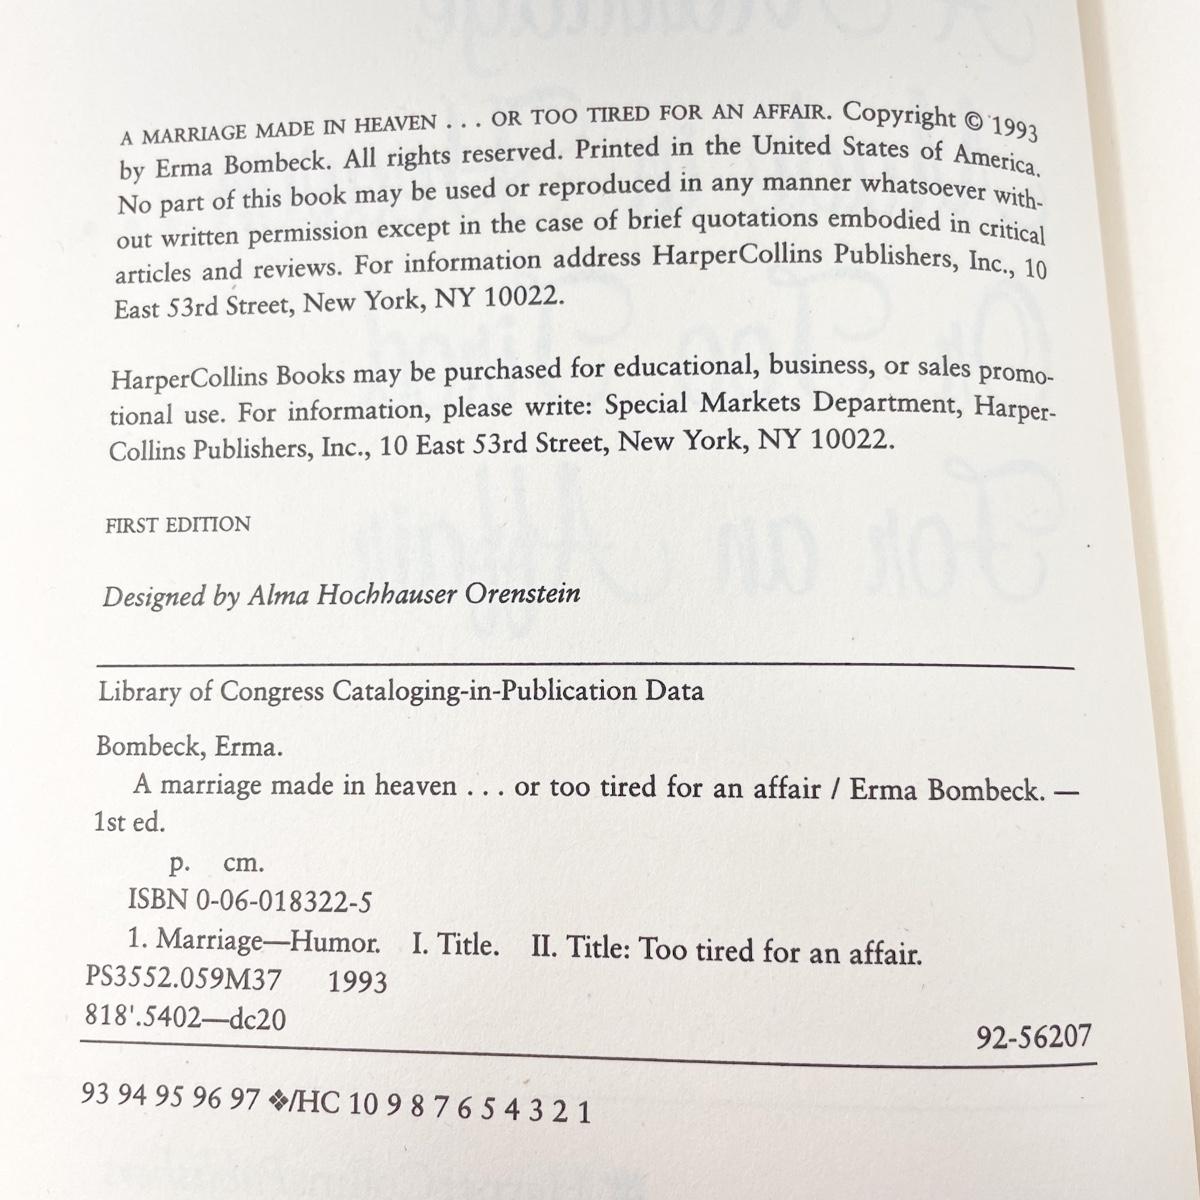 A MARRIAGE MADE IN HEAVEN . . . OR TOO TIRED FOR AN AFFAIR. Copyright © 1993
by Erma Bombeck. All rights reserved. Printed in the United States of America.
No part of this book may be used or reproduced in any manner whatsoever with-
out written permission except in the case of brief quotations embodied in critical
articles and reviews. For information address HarperCollins Publishers, Inc., 10
East 53rd Street, New York, NY 10022.
HarperCollins Books may be purchased for educational, business, or sales promo-
tional use. For information, please write: Special Markets Department, Harper-
Collins Publishers, Inc., 10 East 53rd Street, New York, NY 10022.
FIRST EDITION
Designed by Alma Hochhauser Orenstein
Library of Congress Cataloging-in-Publication Data
Bombeck, Erma.
A marriage made in heaven . . . or too tired for an affair / Erma Bombeck. —
1st ed.
p. cm.
ISBN 0-06-018322-5
1. Marriage—Humor. I. Title. II. Title: Too tired for an affair.
PS3552.059M37 1993
818'.5402—dc20
92-56207
93 94 95 96 97 ❖/HC 10 9 8 7 6 5 4 3 2 1